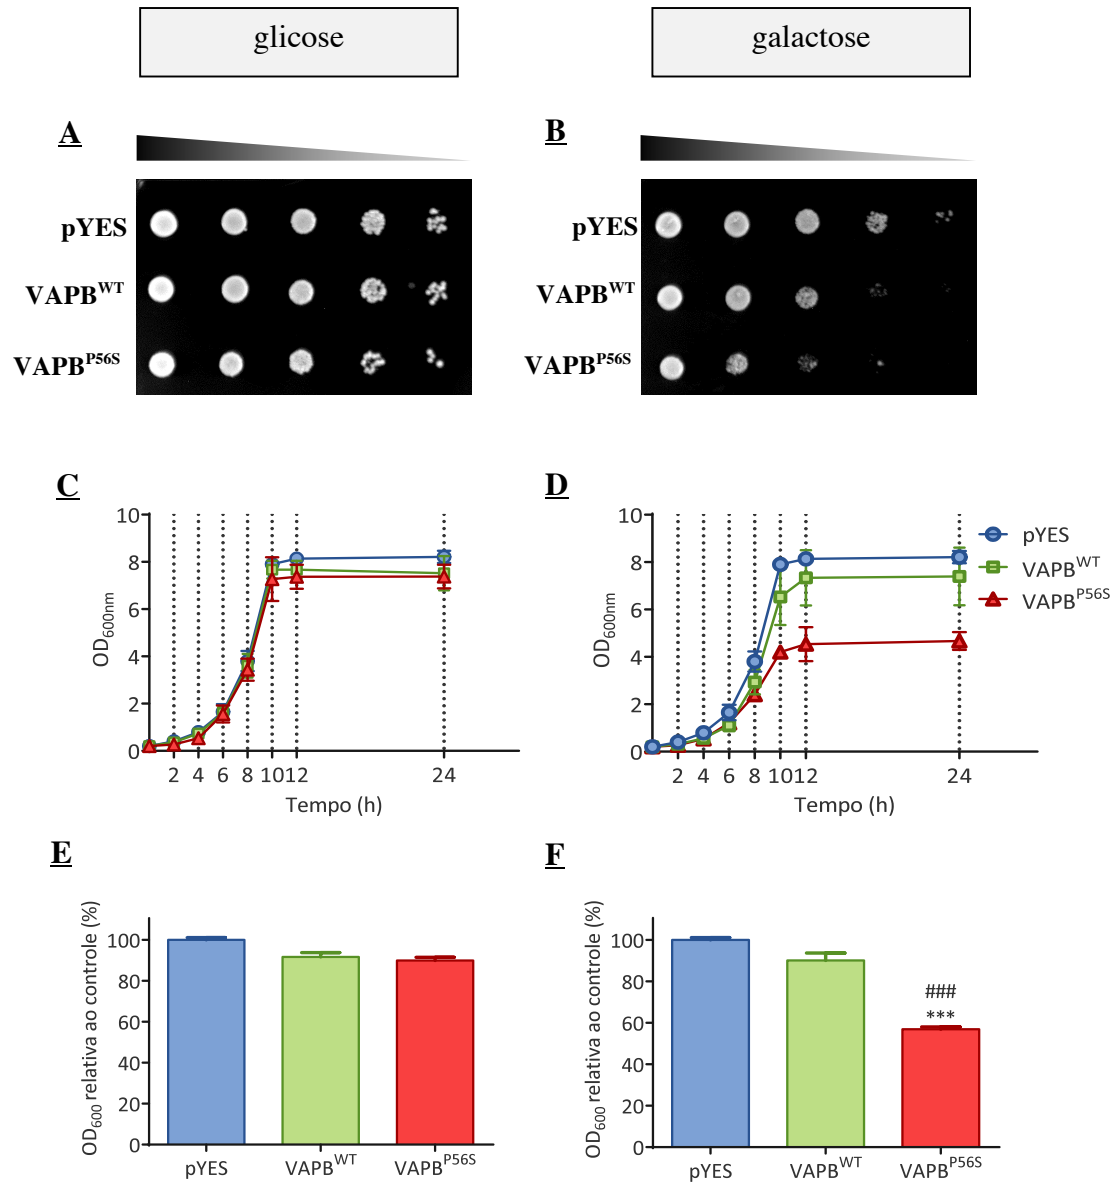 glicose
galactose
A
B
pYES
VAPB^WT
VAPB^P56S
pYES
VAPB^WT
VAPB^P56S
C
D
OD600nm
10
8
6
4
2
0
2 4 6 8 10 12 24
Tempo (h)
OD600nm
10
8
6
4
2
0
2 4 6 8 10 12 24
Tempo (h)
pYES
VAPB^WT
VAPB^P56S
E
F
OD600 relativa ao controle (%)
100
80
60
40
20
0
pYES VAPB^WT VAPB^P56S
OD600 relativa ao controle (%)
100
80
60
40
20
0
###
***
pYES VAPB^WT VAPB^P56S